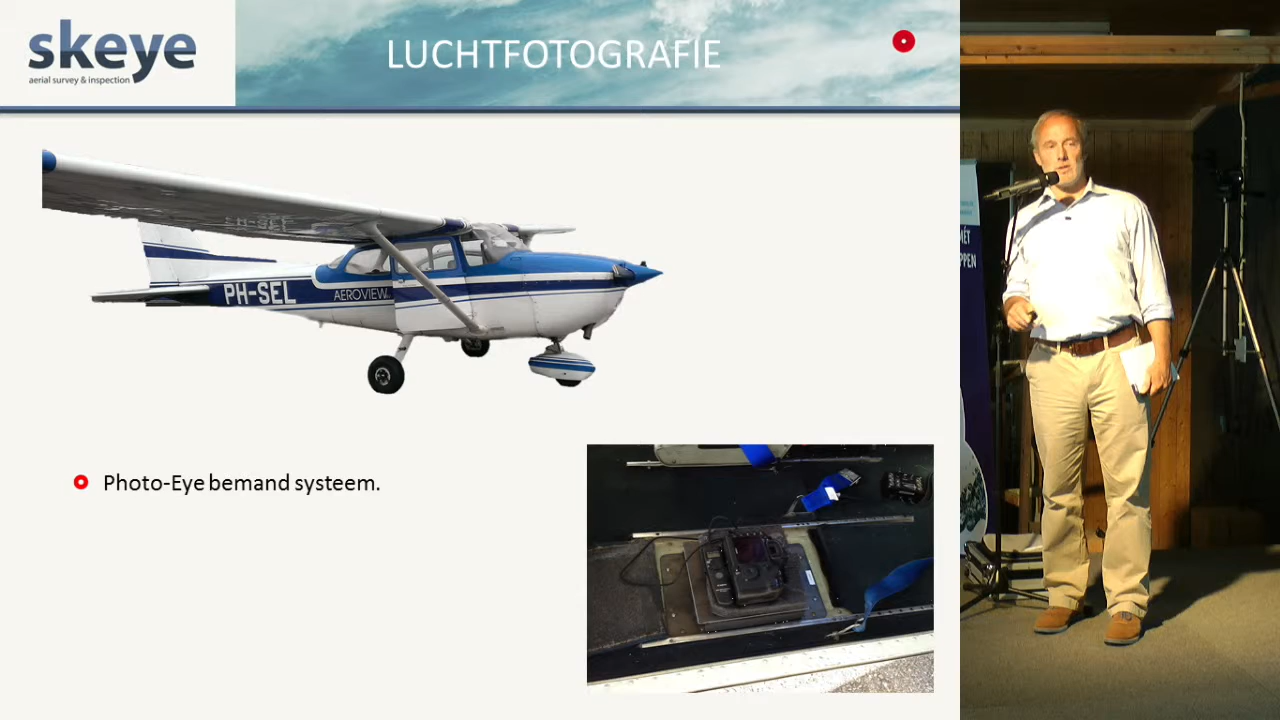 skeye
aerial survey & inspection
LUCHTFOTOGRAFIE
PH-SEL
AEROVIEW
Photo-Eye bemand systeem.